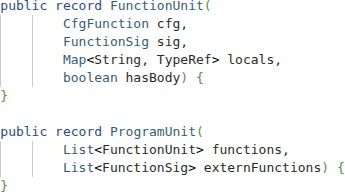 public record FunctionUnit(
CfgFunction cfg,
FunctionSig sig,
Map<String, TypeRef> locals,
boolean hasBody) {
}
public record ProgramUnit(
List<FunctionUnit> functions,
List<FunctionSig> externFunctions) {
}